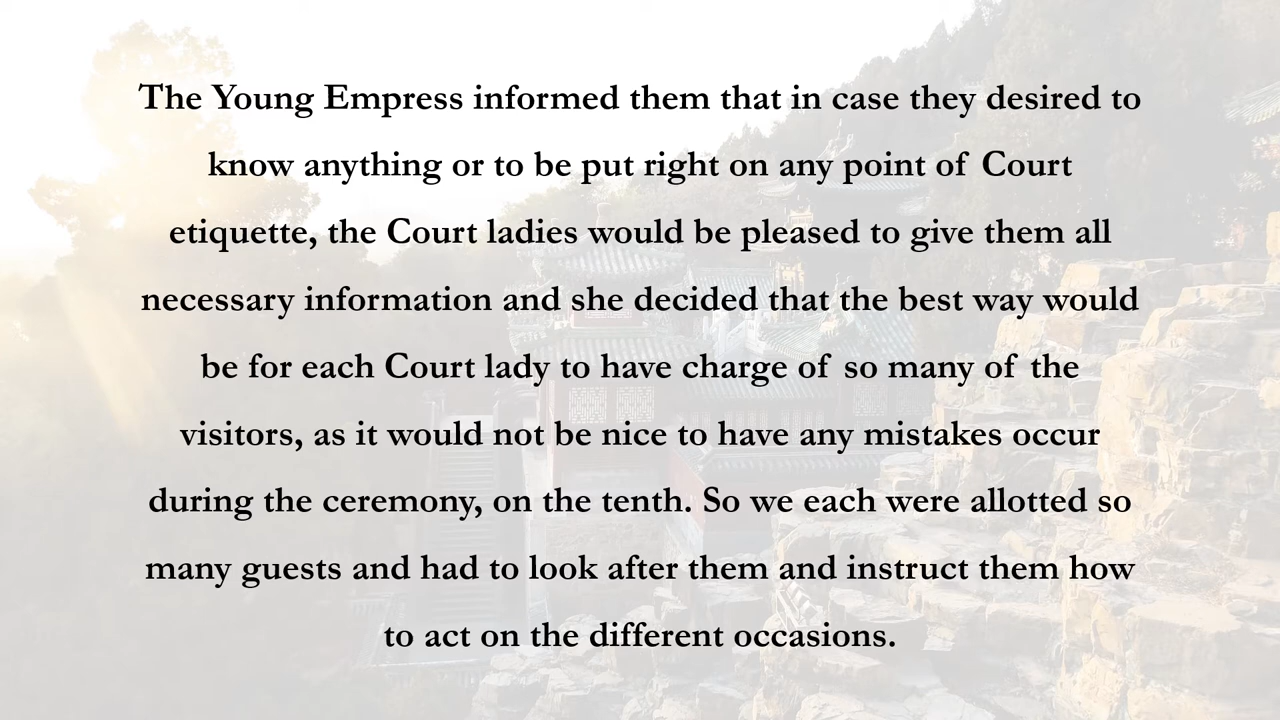 The Young Empress informed them that in case they desired to
know anything or to be put right on any point of Court
etiquette, the Court ladies would be pleased to give them all
necessary information and she decided that the best way would
be for each Court lady to have charge of so many of the
visitors, as it would not be nice to have any mistakes occur
during the ceremony, on the tenth. So we each were allotted so
many guests and had to look after them and instruct them how
to act on the different occasions.